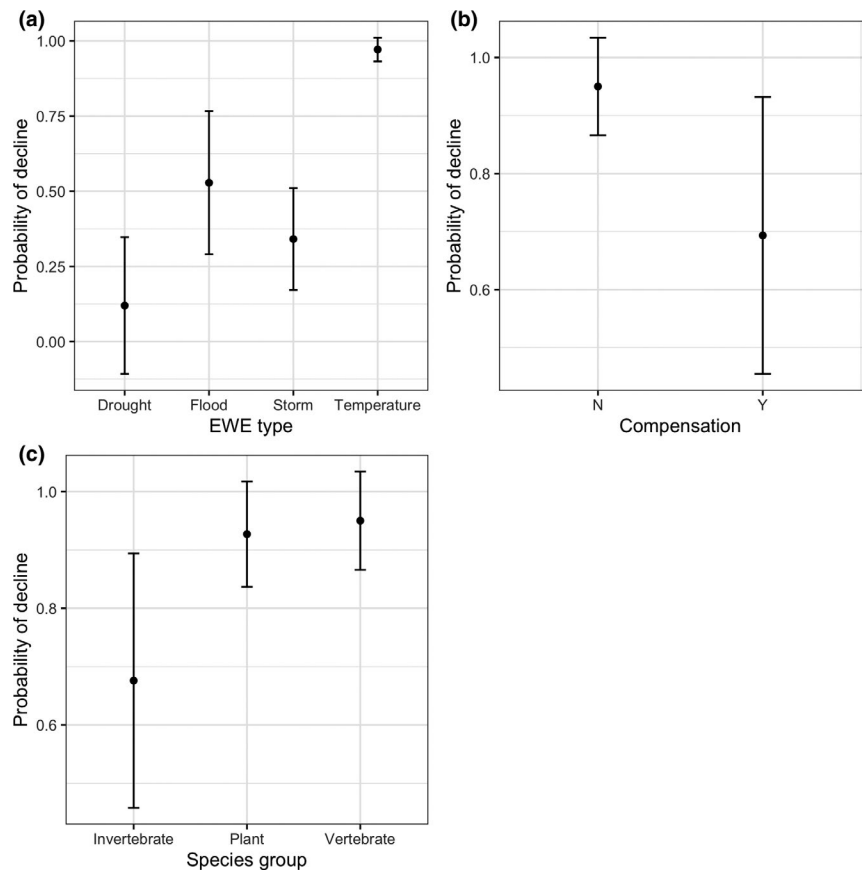 (a)
Probability of decline
1.00
0.75
0.50
0.25
0.00
Drought Flood Storm Temperature
EWE type
(b)
Probability of decline
1.0
0.8
0.6
N Y
Compensation
(c)
Probability of decline
1.0
0.8
0.6
Invertebrate Plant Vertebrate
Species group